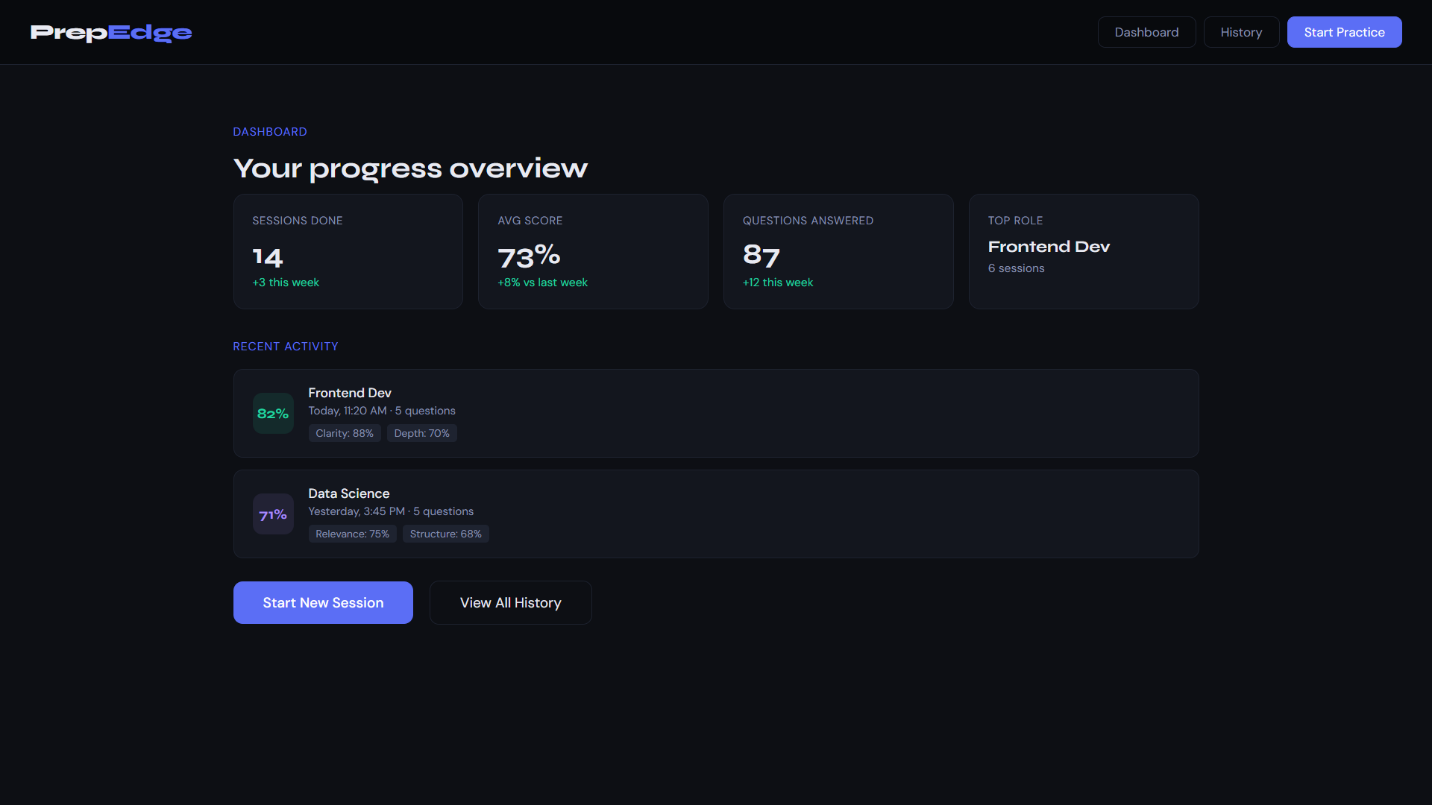 PrepEdge
Dashboard
History
Start Practice
DASHBOARD
Your progress overview
SESSIONS DONE
14
+3 this week
AVG SCORE
73%
+8% vs last week
QUESTIONS ANSWERED
87
+12 this week
TOP ROLE
Frontend Dev
6 sessions
RECENT ACTIVITY
82%
Frontend Dev
Today, 11:20 AM · 5 questions
Clarity: 88%
Depth: 70%
71%
Data Science
Yesterday, 3:45 PM · 5 questions
Relevance: 75%
Structure: 68%
Start New Session
View All History